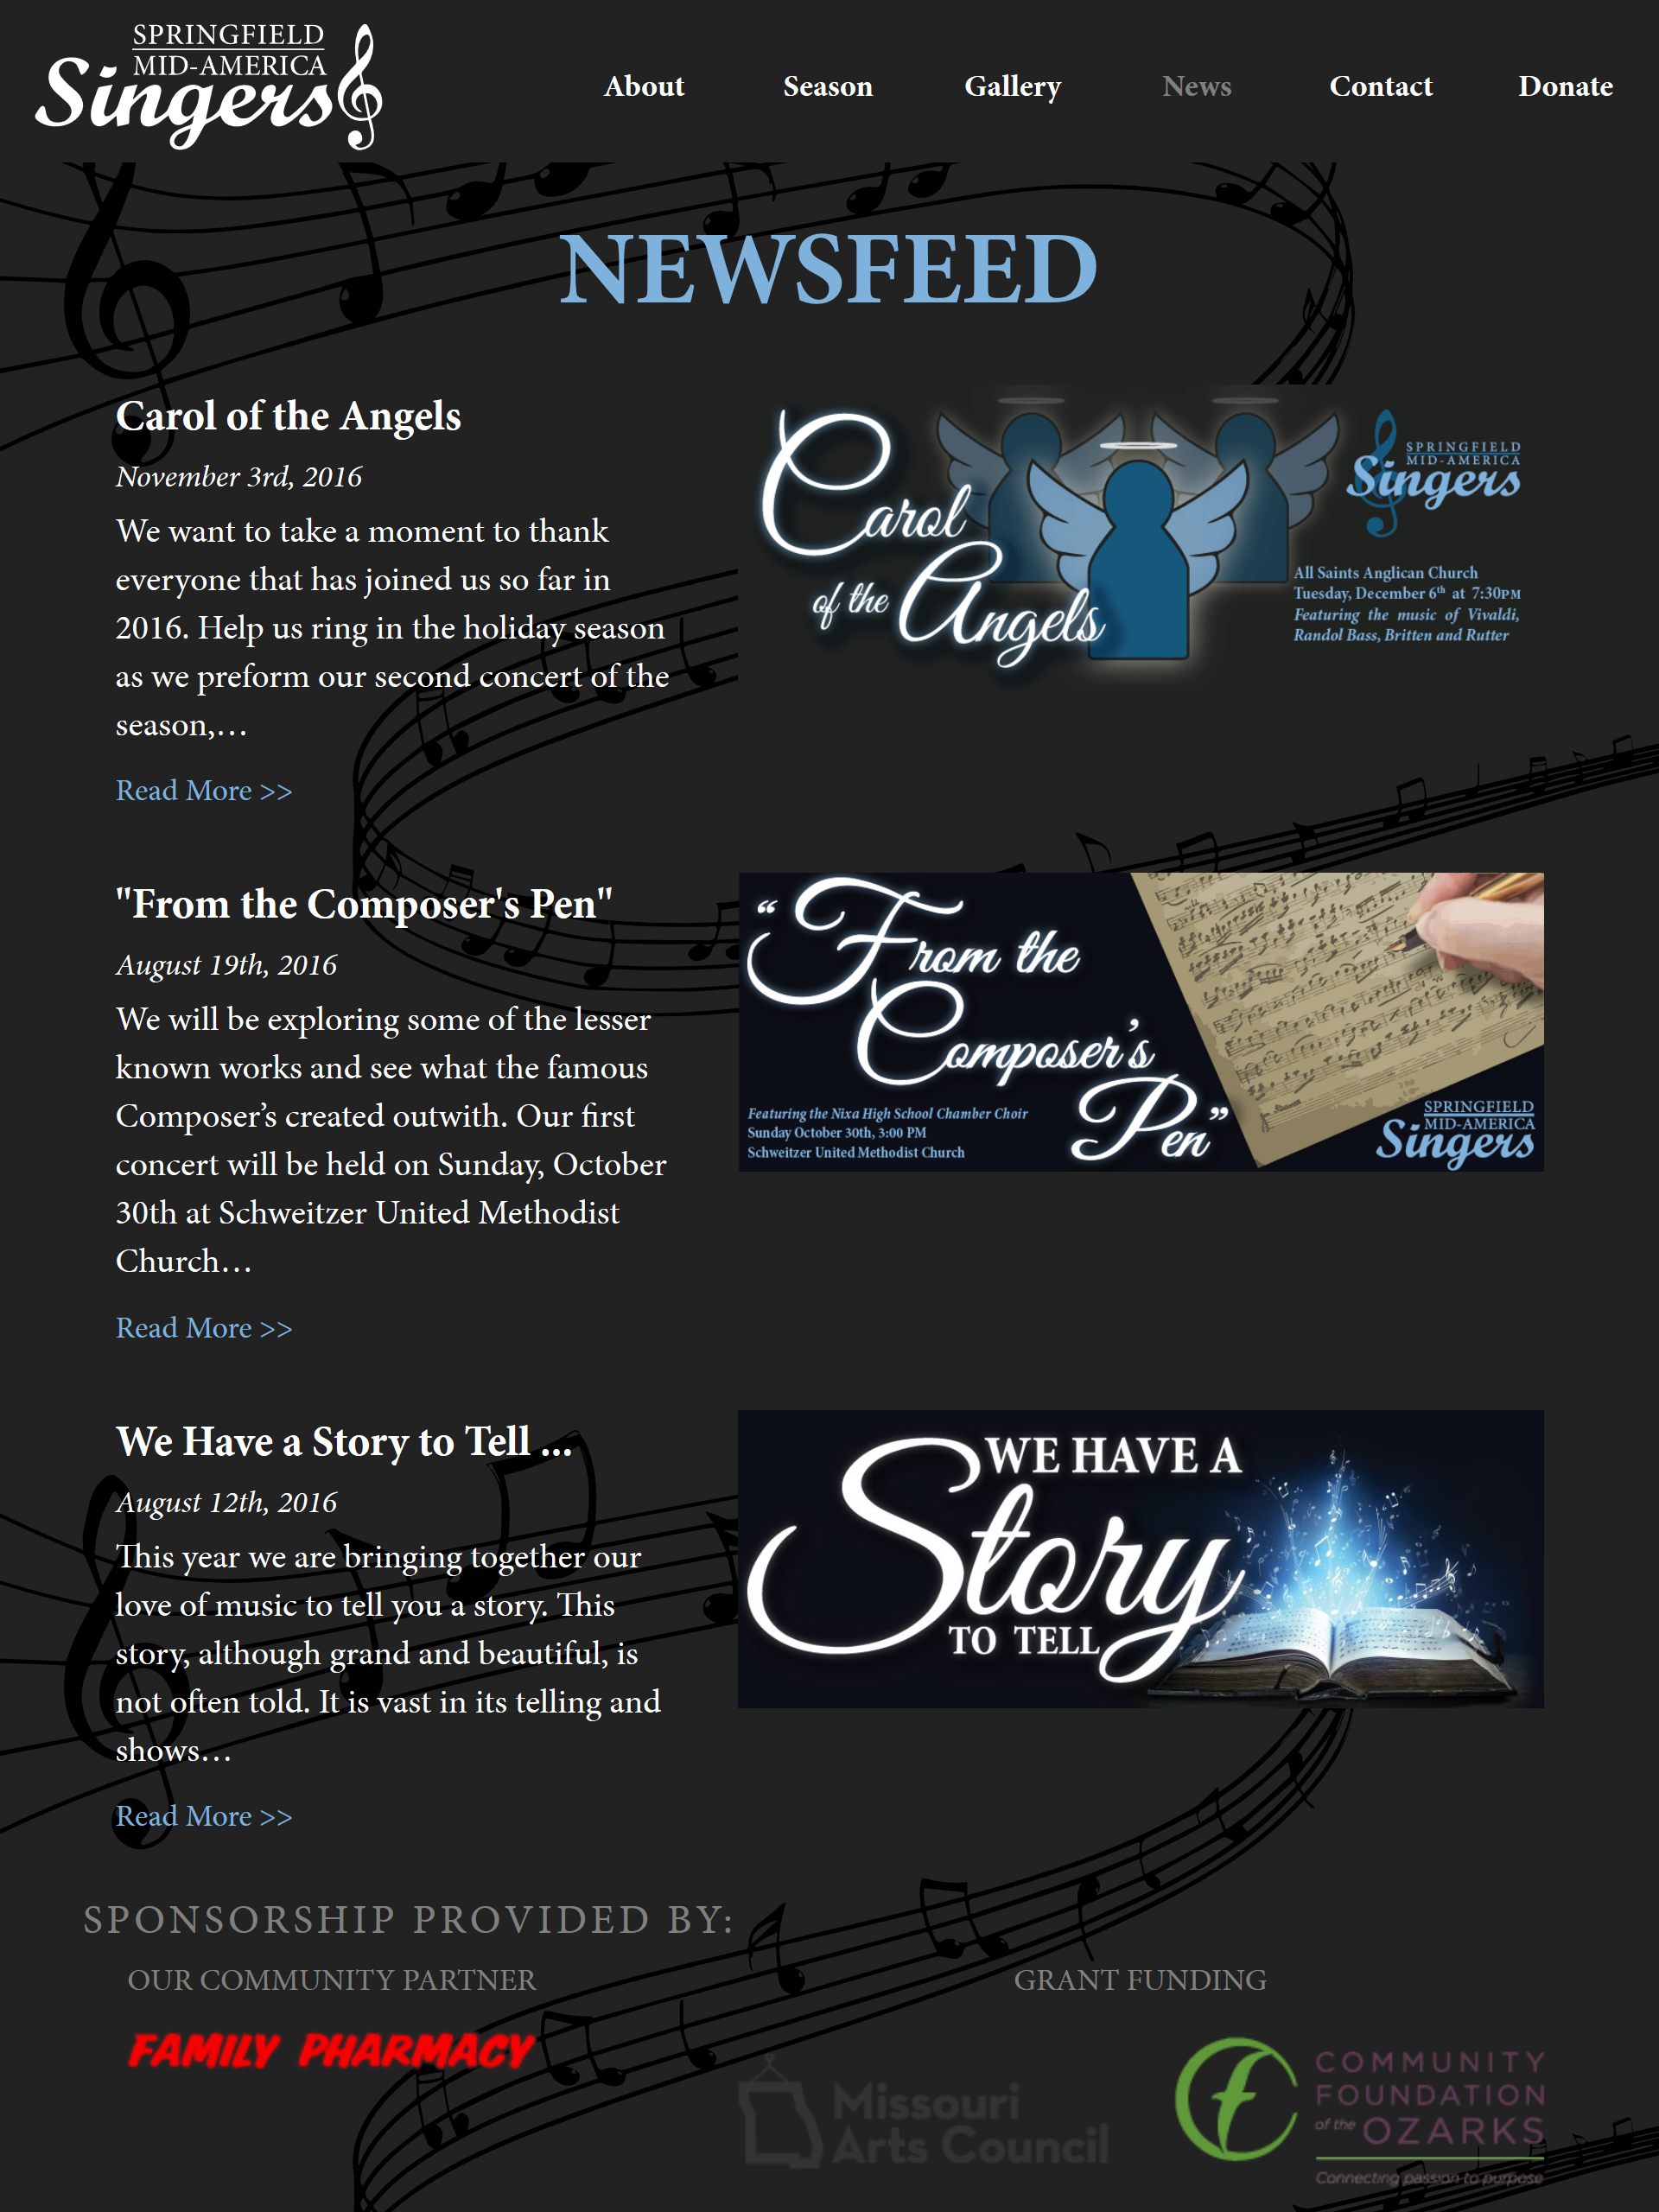 SPRINGFIELD
MID-AMERICA
Singers
About
Season
Gallery
News
Contact
Donate
NEWSFEED
Carol of the Angels
November 3rd, 2016
We want to take a moment to thank
everyone that has joined us so far in
2016. Help us ring in the holiday season
as we preform our second concert of the
season,…
Read More >>
Carol
of the Angels
SPRINGFIELD
MID-AMERICA
Singers
All Saints Anglican Church
Tuesday, December 6th at 7:30PM
Featuring the music of Vivaldi,
Randol Bass, Britten and Rutter
"From the Composer's Pen"
August 19th, 2016
We will be exploring some of the lesser
known works and see what the famous
Composer’s created outwith. Our first
concert will be held on Sunday, October
30th at Schweitzer United Methodist
Church…
Read More >>
“From the
Composer’s
Pen”
Featuring the Nixa High School Chamber Choir
Sunday October 30th, 3:00 PM
Schweitzer United Methodist Church
SPRINGFIELD
MID-AMERICA
Singers
We Have a Story to Tell ...
August 12th, 2016
This year we are bringing together our
love of music to tell you a story. This
story, although grand and beautiful, is
not often told. It is vast in its telling and
shows…
Read More >>
WE HAVE A
Story
TO TELL
SPONSORSHIP PROVIDED BY:
OUR COMMUNITY PARTNER
FAMILY PHARMACY
GRANT FUNDING
Missouri
Arts Council
COMMUNITY
FOUNDATION
of the OZARKS
Connecting passion to purpose